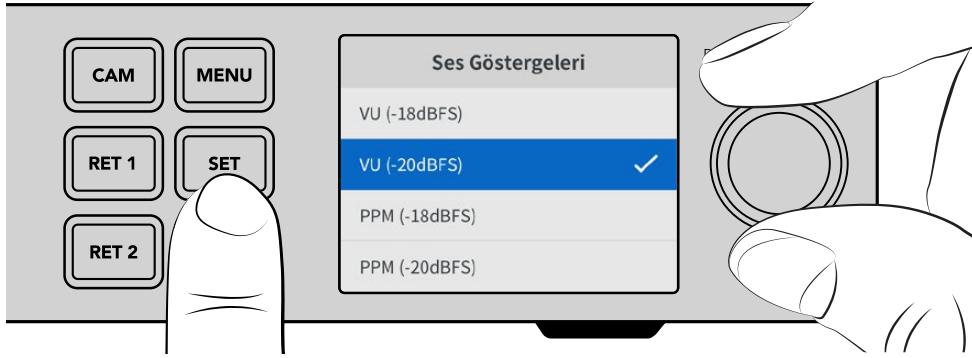 CAM
MENU
RET 1
SET
RET 2
Ses Göstergeleri
VU (-18dBFS)
VU (-20dBFS)
PPM (-18dBFS)
PPM (-20dBFS)